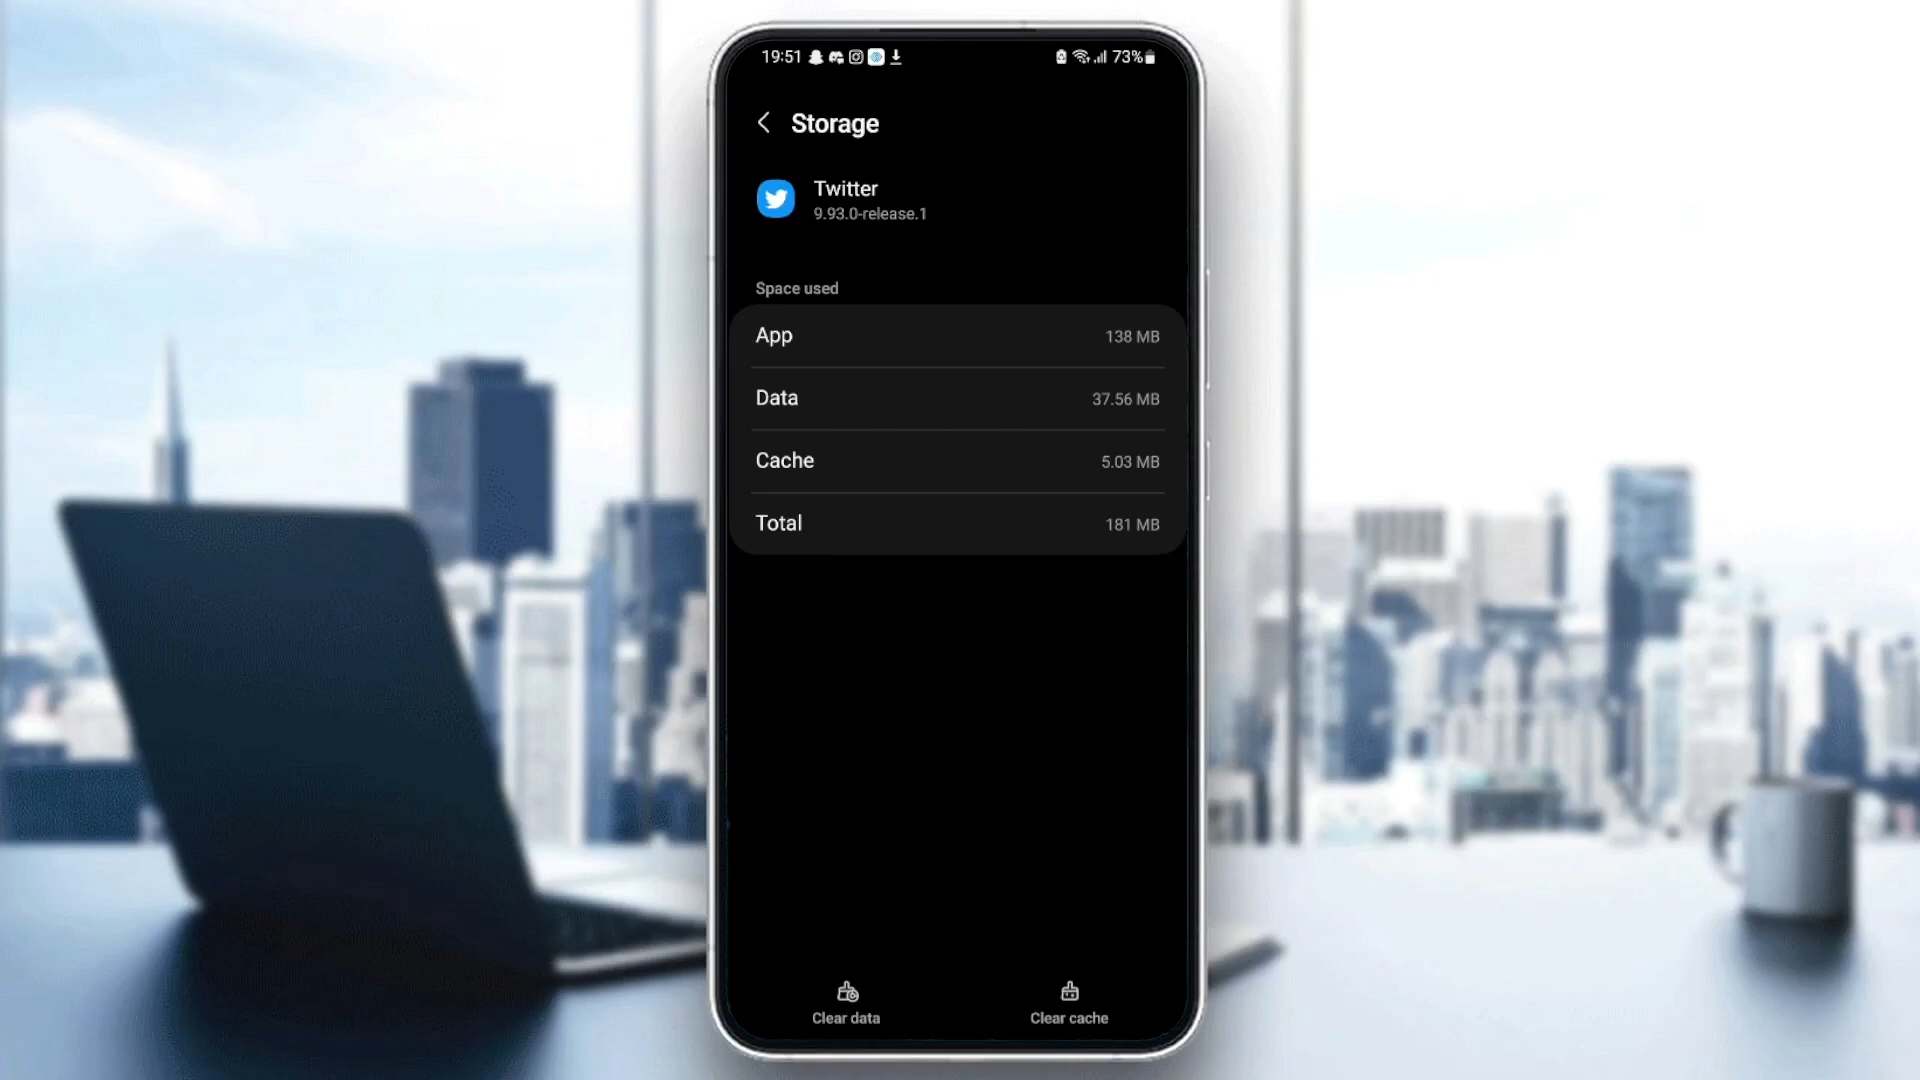 19:51 73%
Storage
Twitter
9.93.0-release.1
Space used
App 138 MB
Data 37.56 MB
Cache 5.03 MB
Total 181 MB
Clear data Clear cache